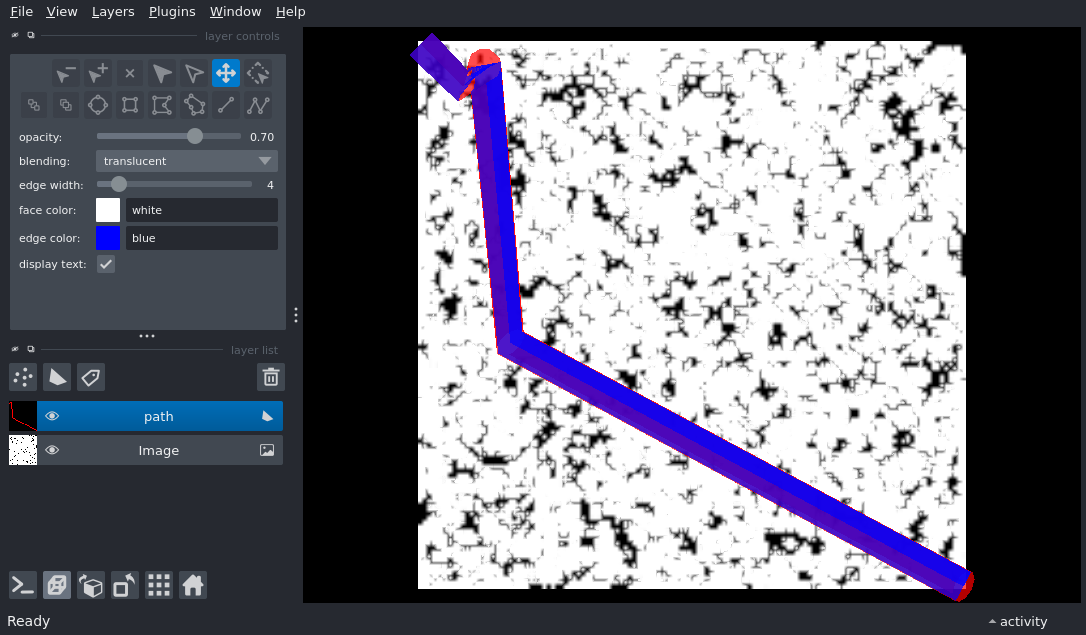 File View Layers Plugins Window Help
layer controls
opacity: 0.70
blending: translucent
edge width: 4
face color: white
edge color: blue
display text:
layer list
path
Image
Ready
activity